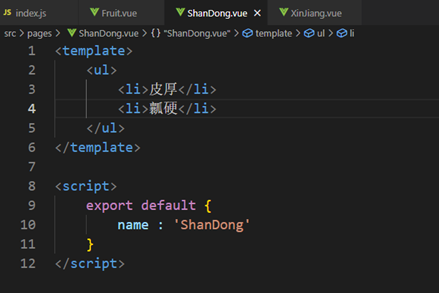 index.js Fruit.vue ShanDong.vue × XinJiang.vue
src > pages > ShanDong.vue > {} "ShanDong.vue" > template > ul > li
1 <template>
2 <ul>
3 <li>皮厚</li>
4 <li>瓤硬</li>
5 </ul>
6 </template>
7
8 <script>
9 export default {
10 name : 'ShanDong'
11 }
12 </script>